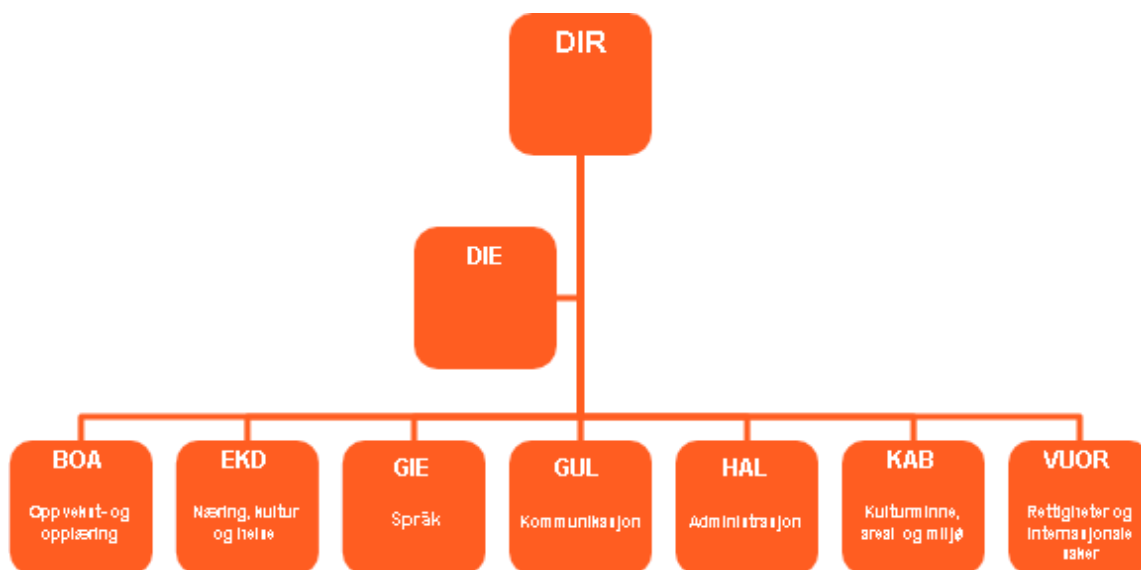 DIR
DIE
BOA
Oppvekst- og
opplæring
EKD
Næring, kultur
og helse
GIE
Språk
GUL
Kommunikasjon
HAL
Administrasjon
KAB
Kulturminne,
areal og miljø
VUOR
Rettigheter og
internasjonale
saker